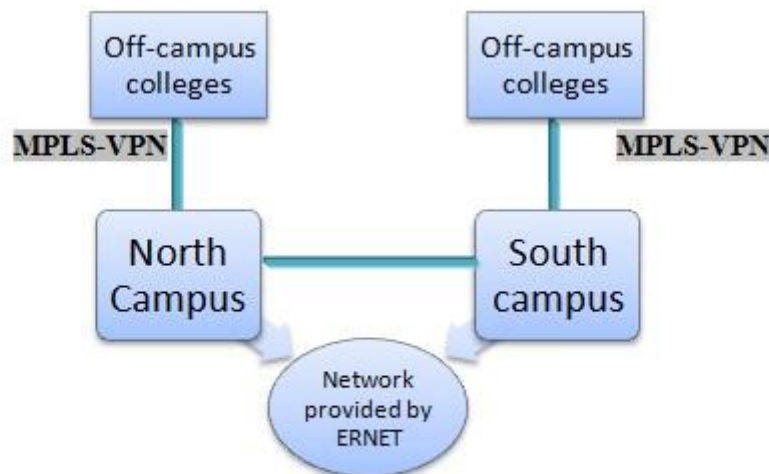 Off-campus
colleges
Off-campus
colleges
MPLS-VPN
MPLS-VPN
North
Campus
South
campus
Network
provided by
ERNET